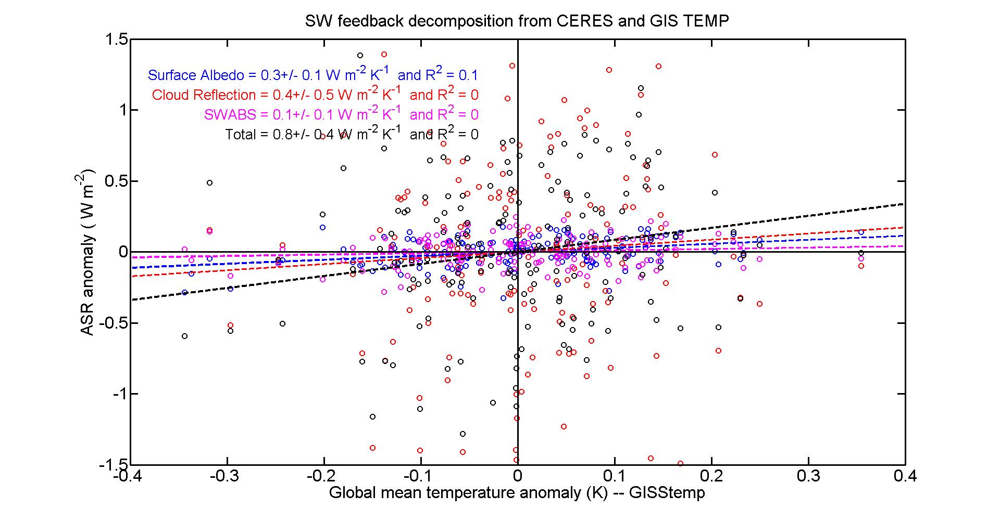 SW feedback decomposition from CERES and GIS TEMP
1.5
Surface Albedo = 0.3+/- 0.1 W m-2 K-1 and R2 = 0.1
Cloud Reflection = 0.4+/- 0.5 W m-2 K-1 and R2 = 0
1
SWABS = 0.1+/- 0.1 W m-2 K-1 and R2 = 0
Total = 0.8+/- 0.4 W m-2 K-1 and R2 = 0
0.5
0
-0.5
-1
-1.5
ASR anomaly ( W m-2)
-0.4 -0.3 -0.2 -0.1 0 0.1 0.2 0.3 0.4
Global mean temperature anomaly (K) -- GISStemp